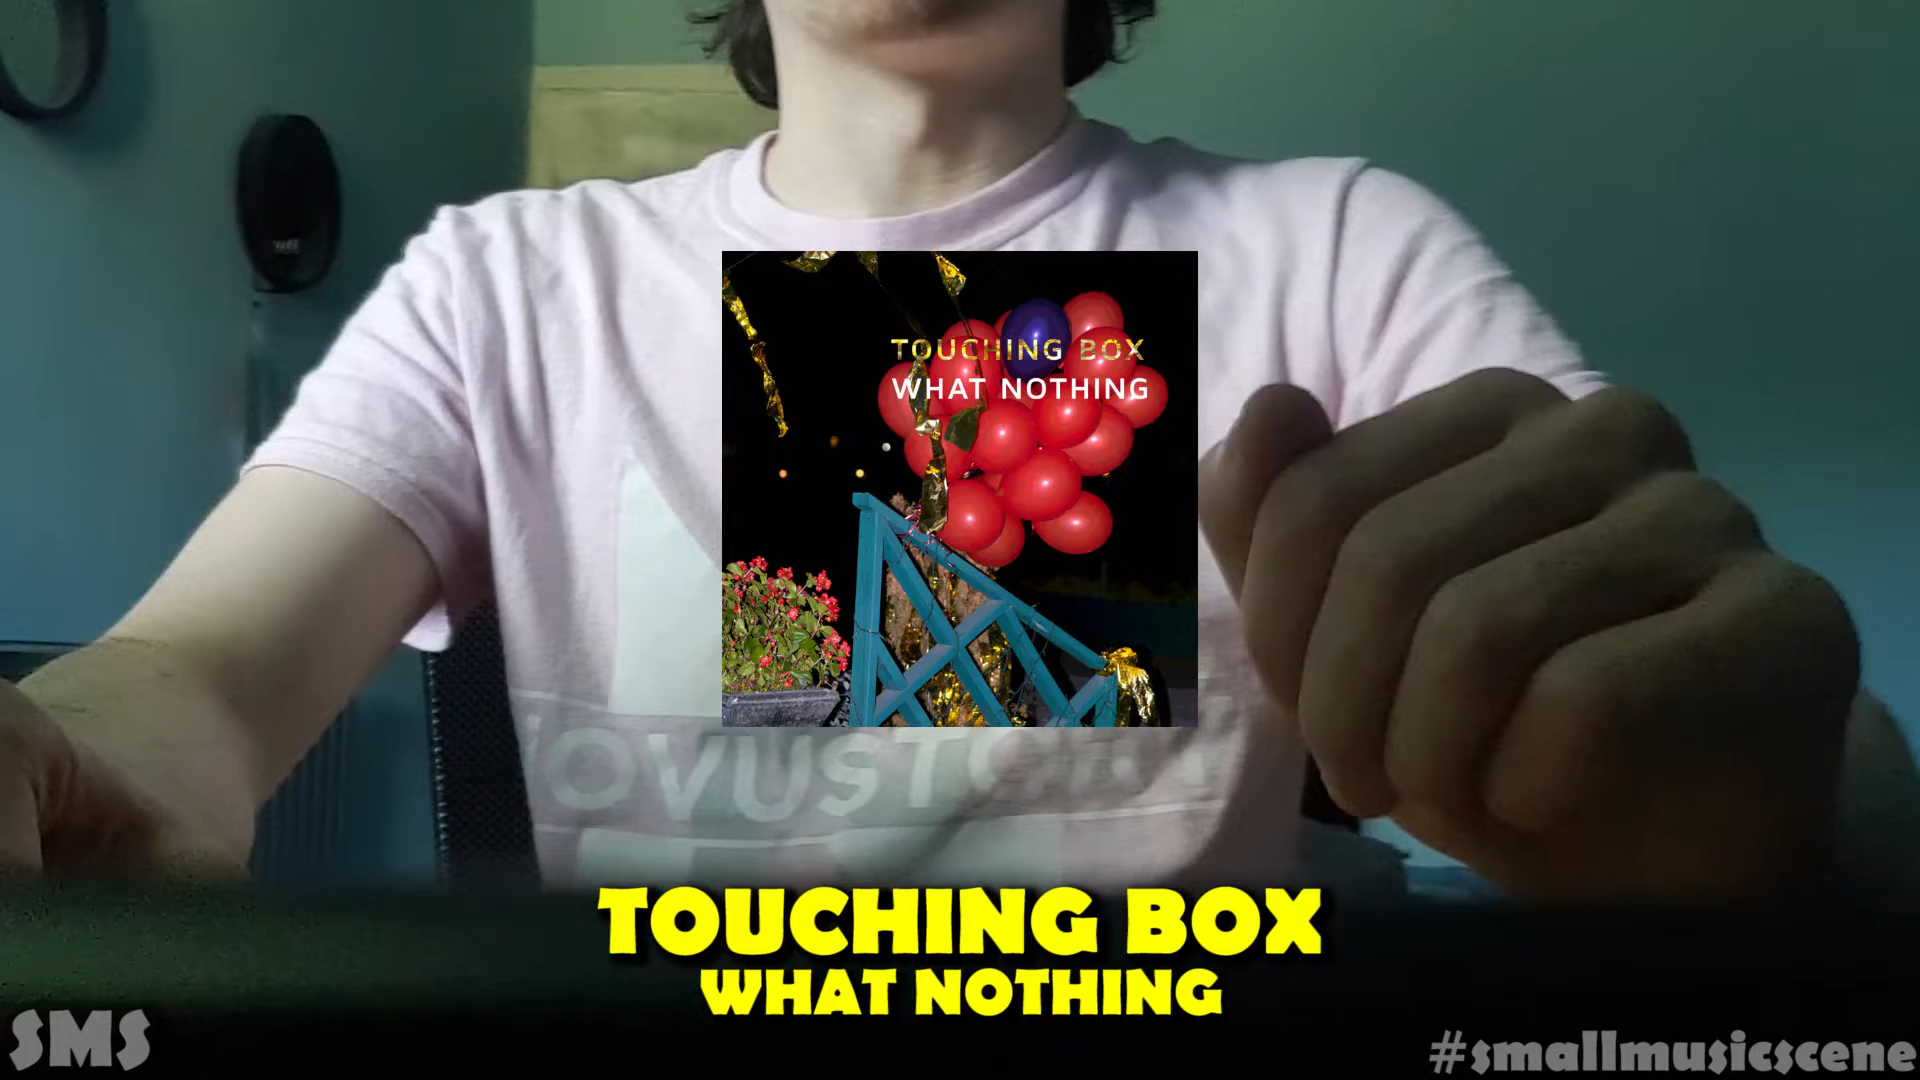 TOUCHING BOX
WHAT NOTHING
TOUCHING BOX
WHAT NOTHING
SMS
#smallmusicscene